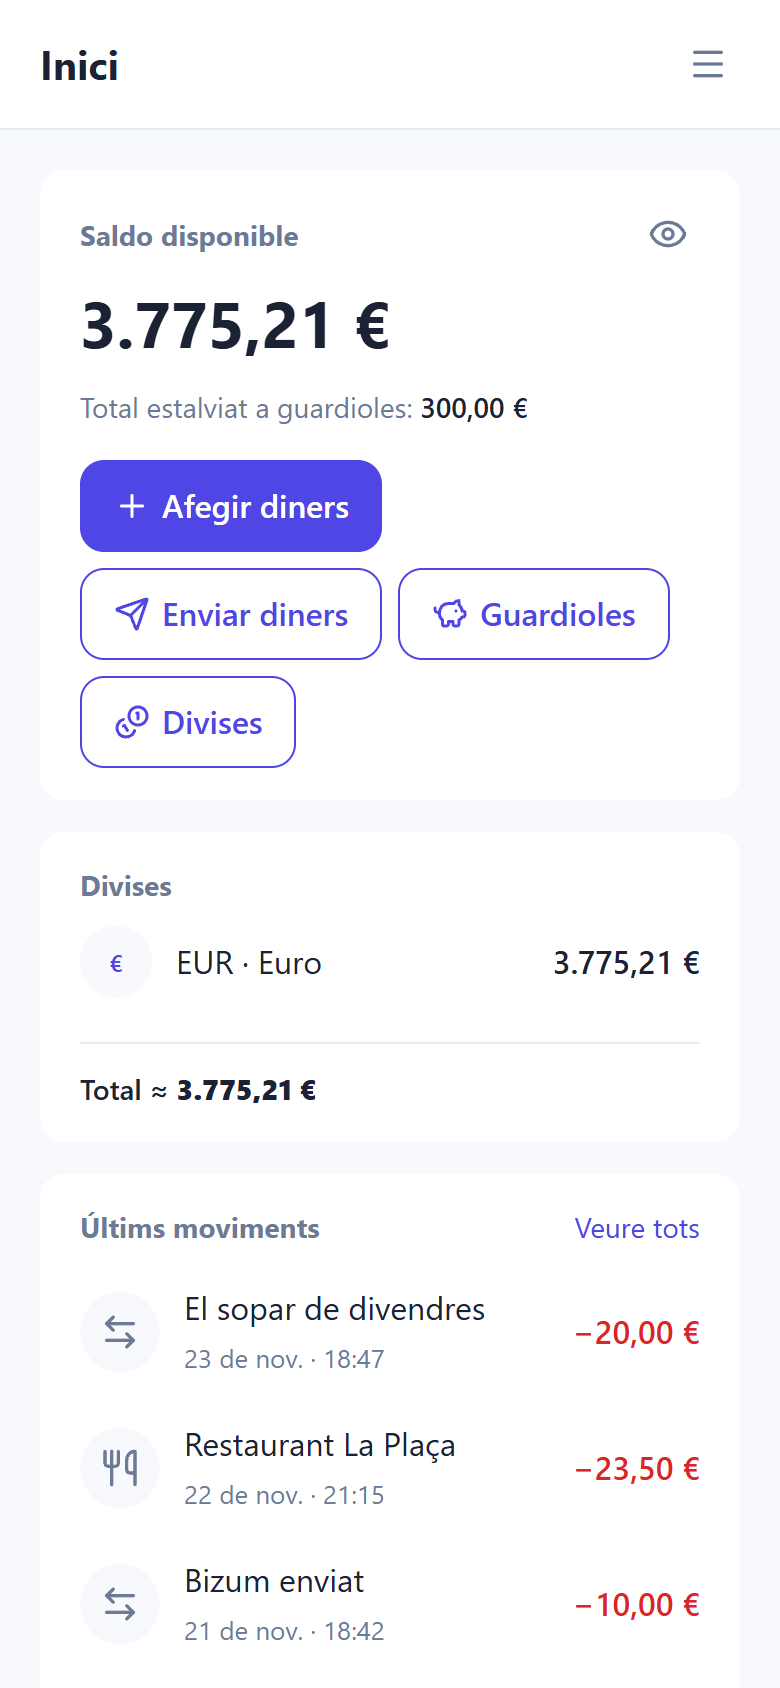 Inici
Saldo disponible
3.775,21 €
Total estalviat a guardioles: 300,00 €
Afegir diners
Enviar diners
Guardioles
Divises
Divises
€ EUR · Euro 3.775,21 €
Total ≈ 3.775,21 €
Últims moviments Veure tots
El sopar de divendres
23 de nov. · 18:47
−20,00 €
Restaurant La Plaça
22 de nov. · 21:15
−23,50 €
Bizum enviat
21 de nov. · 18:42
−10,00 €